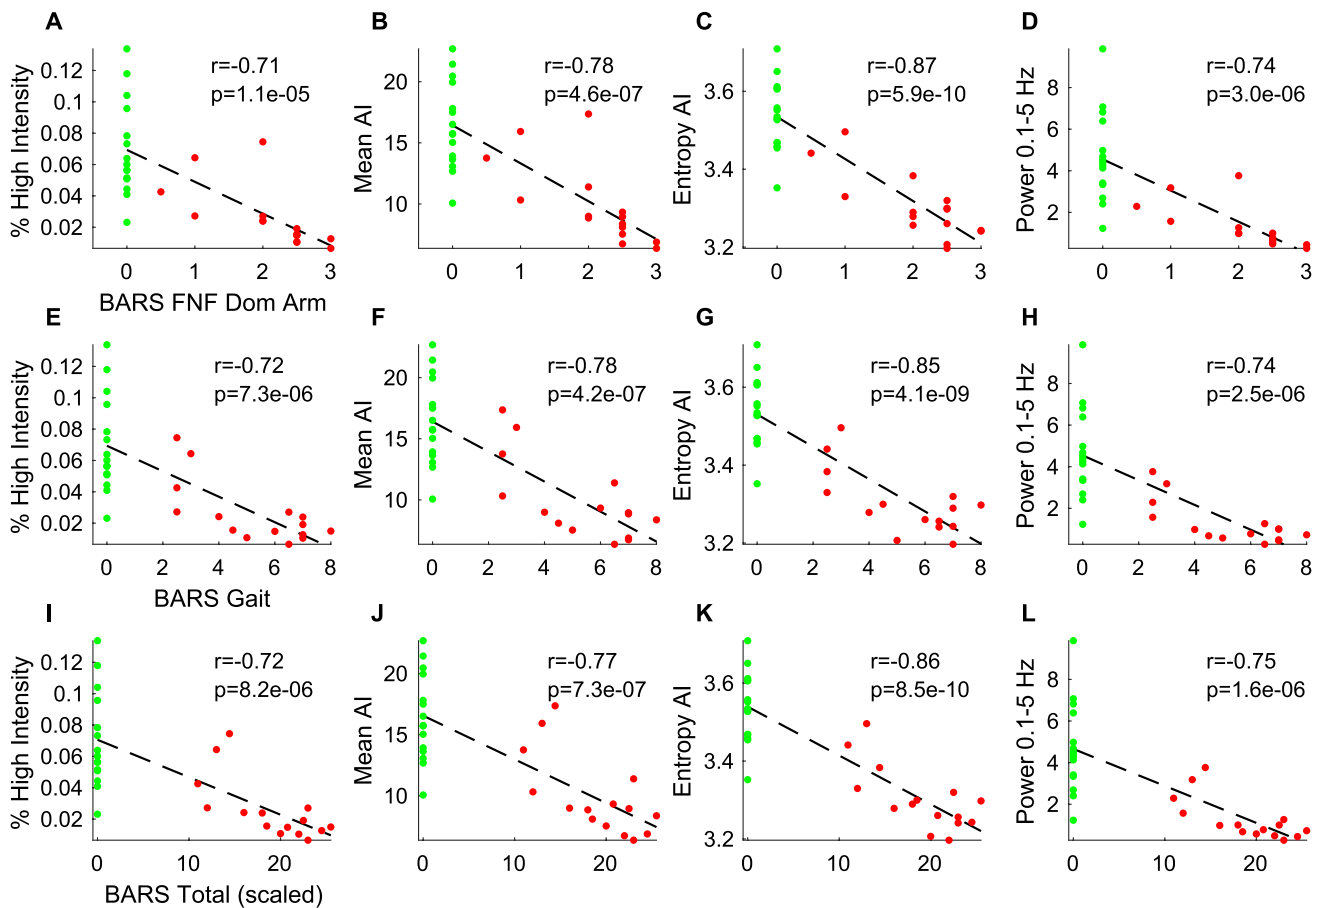 A
B
C
D
% High Intensity
0.12
0.1
0.08
0.06
0.04
0.02
r=-0.71
p=1.1e-05
0 1 2 3
BARS FNF Dom Arm
Mean AI
20
15
10
r=-0.78
p=4.6e-07
0 1 2 3
Entropy AI
3.6
3.4
3.2
r=-0.87
p=5.9e-10
0 1 2 3
Power 0.1-5 Hz
8
6
4
2
r=-0.74
p=3.0e-06
0 1 2 3
E
F
G
H
% High Intensity
0.12
0.1
0.08
0.06
0.04
0.02
r=-0.72
p=7.3e-06
0 2 4 6 8
BARS Gait
Mean AI
20
15
10
r=-0.78
p=4.2e-07
0 2 4 6 8
Entropy AI
3.6
3.4
3.2
r=-0.85
p=4.1e-09
0 2 4 6 8
Power 0.1-5 Hz
8
6
4
2
r=-0.74
p=2.5e-06
0 2 4 6 8
I
J
K
L
% High Intensity
0.12
0.1
0.08
0.06
0.04
0.02
r=-0.72
p=8.2e-06
0 10 20
BARS Total (scaled)
Mean AI
20
15
10
r=-0.77
p=7.3e-07
0 10 20
Entropy AI
3.6
3.4
3.2
r=-0.86
p=8.5e-10
0 10 20
Power 0.1-5 Hz
8
6
4
2
r=-0.75
p=1.6e-06
0 10 20